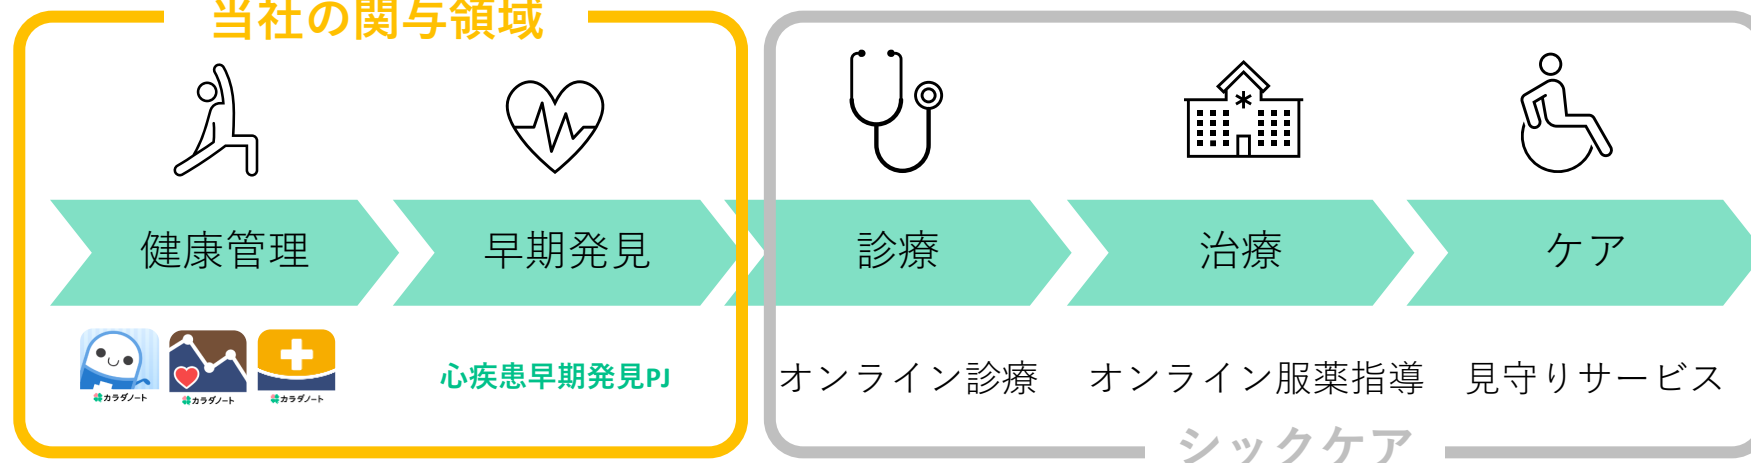 当社の関与領域
健康管理
早期発見
診療
治療
ケア
カラダノート
カラダノート
カラダノート
心疾患早期発見PJ
オンライン診療
オンライン服薬指導
見守りサービス
シックケア